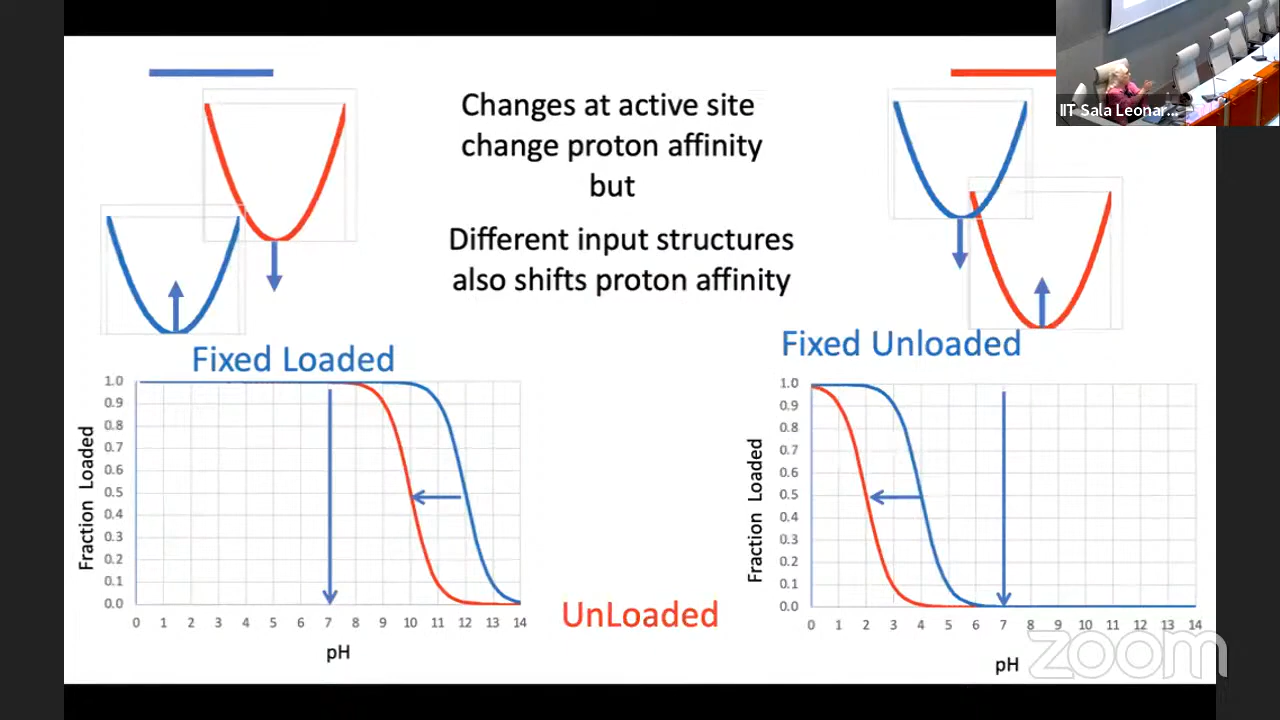 IIT Sala Leonar...
Changes at active site
change proton affinity
but
Different input structures
also shifts proton affinity
Fixed Loaded
1.0
0.9
0.8
0.7
0.6
0.5
0.4
0.3
0.2
0.1
0.0
Fraction Loaded
0 1 2 3 4 5 6 7 8 9 10 11 12 13 14
pH
UnLoaded
Fixed Unloaded
1.0
0.9
0.8
0.7
0.6
0.5
0.4
0.3
0.2
0.1
0.0
Fraction Loaded
0 1 2 3 4 5 6 7 8 9 10 11 12 13 14
pH
zoom